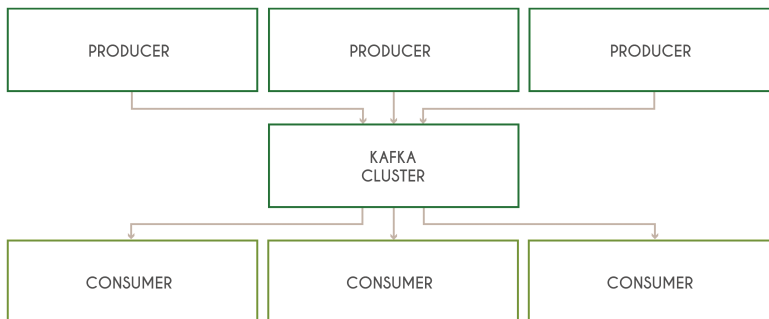 PRODUCER
PRODUCER
PRODUCER
KAFKA
CLUSTER
CONSUMER
CONSUMER
CONSUMER